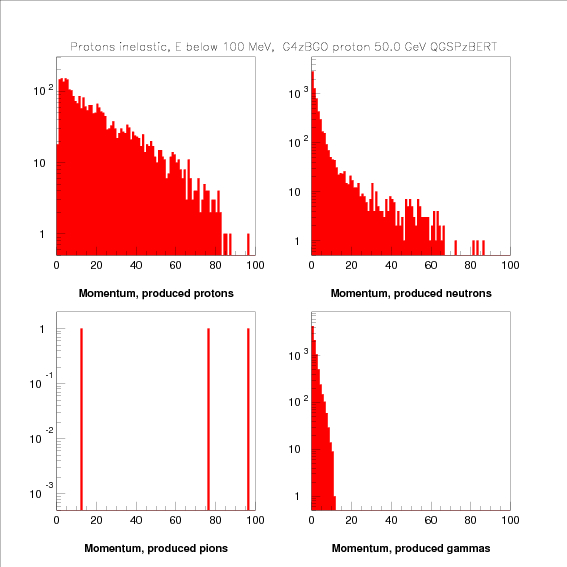 Protons inelastic, E below 100 MeV, G4zBGO proton 50.0 GeV QGSPzBERT
10 2
10
1
0 20 40 60 80 100
Momentum, produced protons
10 3
10 2
10
1
0 20 40 60 80 100
Momentum, produced neutrons
1
10 -1
10 -2
10 -3
0 20 40 60 80 100
Momentum, produced pions
10 3
10 2
10
1
0 20 40 60 80 100
Momentum, produced gammas